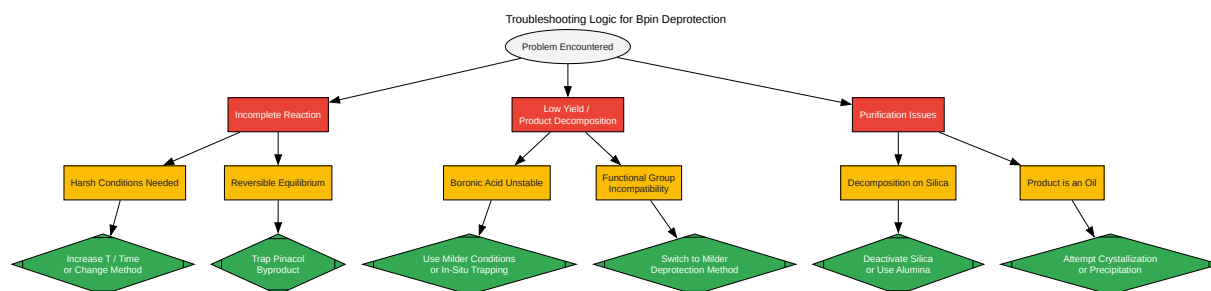 Troubleshooting Logic for Bpin Deprotection
Problem Encountered
Incomplete Reaction
Low Yield /
Product Decomposition
Purification Issues
Harsh Conditions Needed
Reversible Equilibrium
Boronic Acid Unstable
Functional Group
Incompatibility
Decomposition on Silica
Product is an Oil
Increase T / Time
or Change Method
Trap Pinacol
Byproduct
Use Milder Conditions
or In-Situ Trapping
Switch to Milder
Deprotection Method
Deactivate Silica
or Use Alumina
Attempt Crystallization
or Precipitation